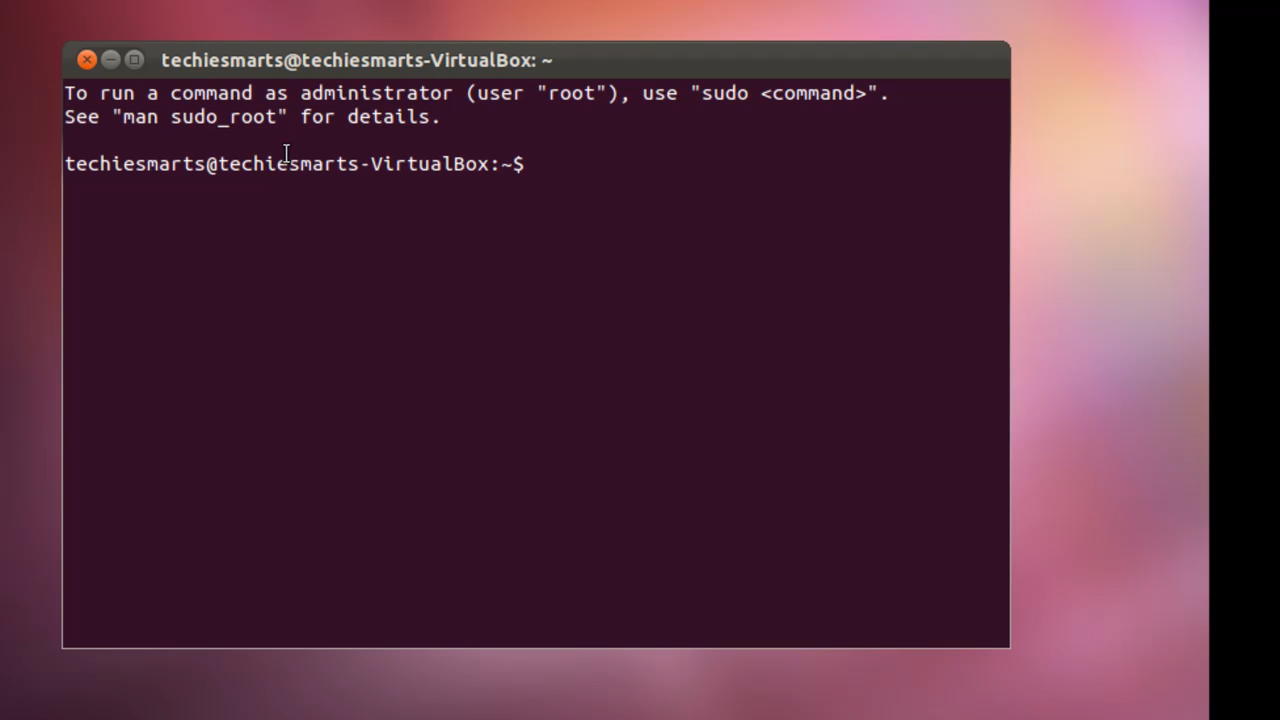 techiesmarts@techiesmarts-VirtualBox: ~
To run a command as administrator (user "root"), use "sudo <command>".
See "man sudo_root" for details.
techiesmarts@techiesmarts-VirtualBox:~$